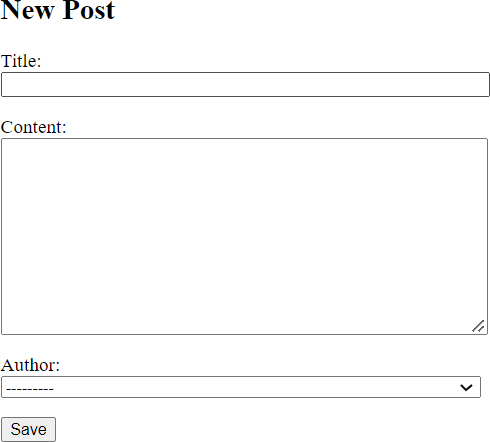 New Post
Title:
Content:
Author:
---------
Save